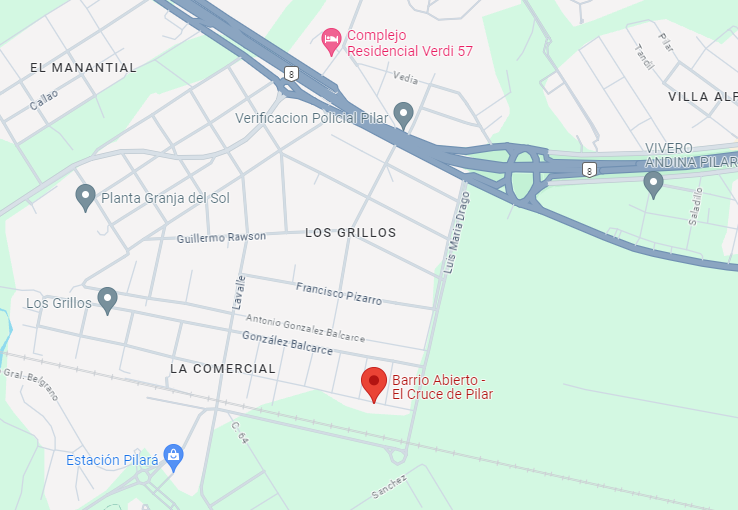 Complejo
Residencial Verdi 57
EL MANANTIAL
Callao
8
Vedia
Pilar
Tandil
VILLA ALF
Verificacion Policial Pilar
VIVERO
ANDINA PILAR
8
Planta Granja del Sol
Saladillo
Luis María Drago
Guillermo Rawson
LOS GRILLOS
Lavalle
Francisco Pizarro
Los Grillos
Antonio Gonzalez Balcarce
González Balcarce
LA COMERCIAL
Gral. Belgrano
Barrio Abierto -
El Cruce de Pilar
C. 64
Estación Pilará
Sanchez